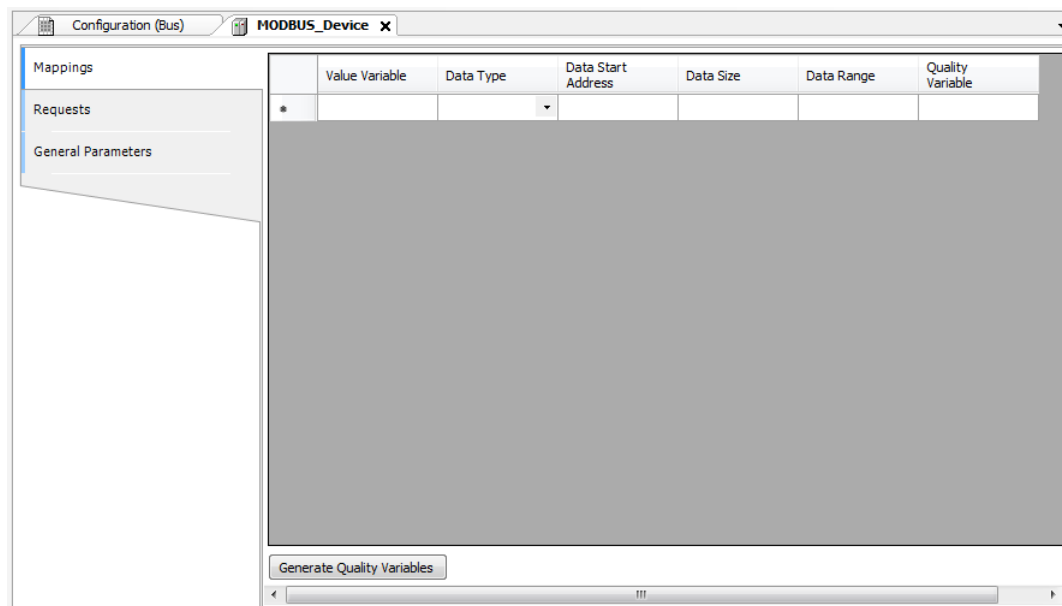 Configuration (Bus) MODBUS_Device
Mappings
Requests
General Parameters
Value Variable Data Type Data Start Address Data Size Data Range Quality Variable
Generate Quality Variables